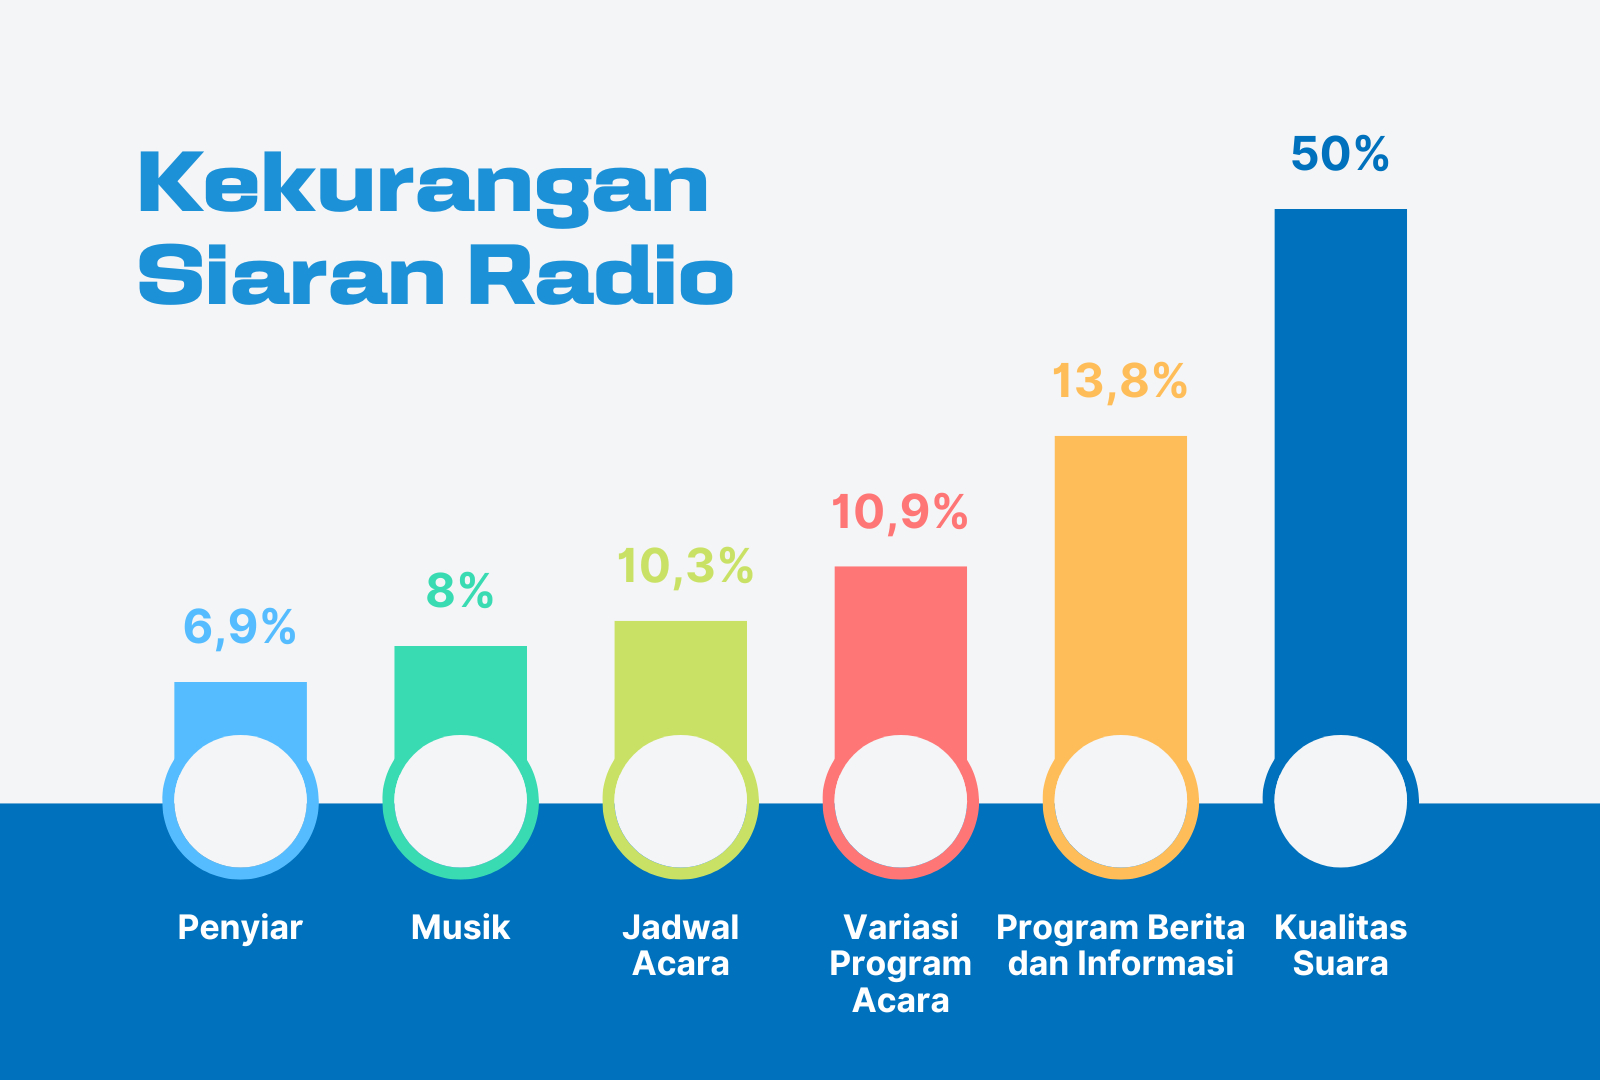 Kekurangan
Siaran Radio
6,9%
8%
10,3%
10,9%
13,8%
50%
Penyiar
Musik
Jadwal
Acara
Variasi
Program
Acara
Program Berita
dan Informasi
Kualitas
Suara